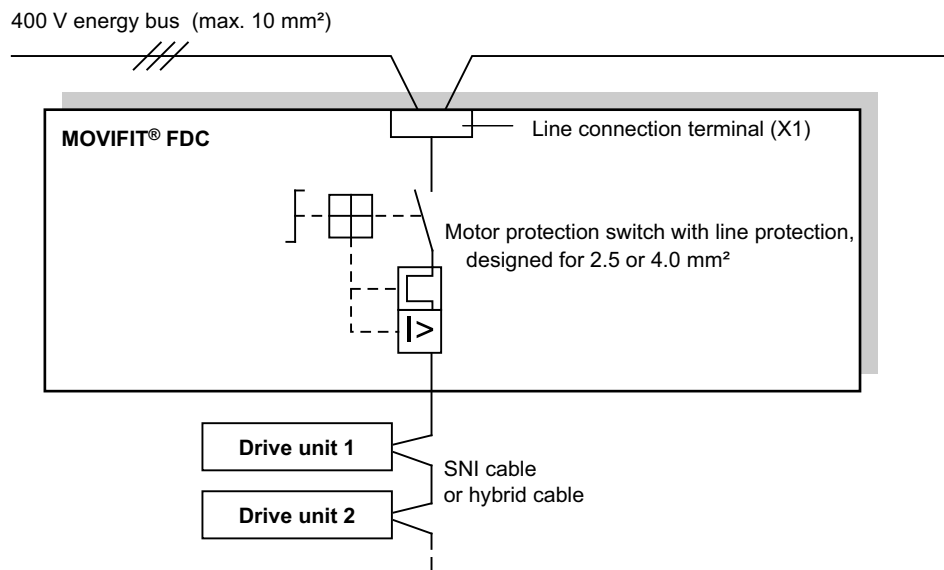 400 V energy bus (max. 10 mm²)
MOVIFIT® FDC
Line connection terminal (X1)
Motor protection switch with line protection,
designed for 2.5 or 4.0 mm²
I>
Drive unit 1
SNI cable
or hybrid cable
Drive unit 2